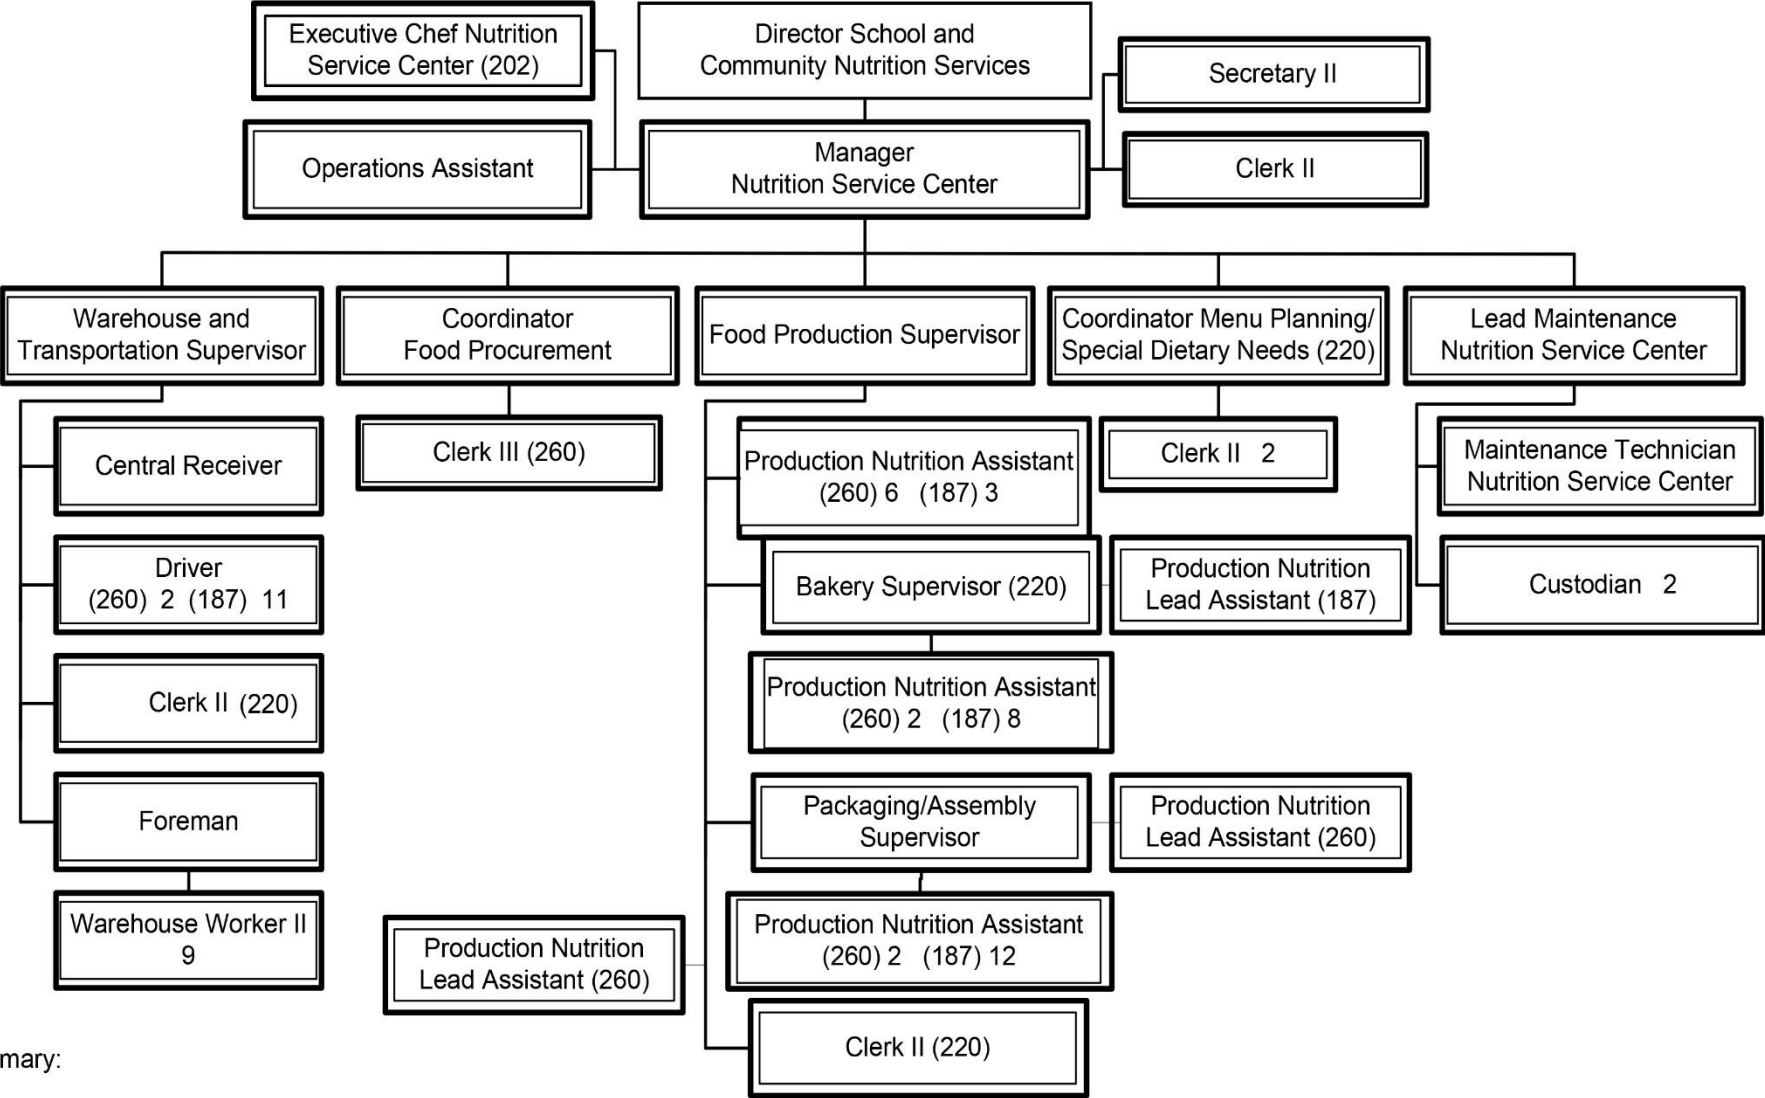 Executive Chef Nutrition
Service Center (202)
Director School and
Community Nutrition Services
Secretary II
Operations Assistant
Manager
Nutrition Service Center
Clerk II
Warehouse and
Transportation Supervisor
Coordinator
Food Procurement
Food Production Supervisor
Coordinator Menu Planning/
Special Dietary Needs (220)
Lead Maintenance
Nutrition Service Center
Central Receiver
Driver
(260) 2 (187) 11
Clerk II (220)
Foreman
Warehouse Worker II
9
Clerk III (260)
Production Nutrition Assistant
(260) 6 (187) 3
Bakery Supervisor (220)
Production Nutrition
Lead Assistant (187)
Production Nutrition Assistant
(260) 2 (187) 8
Packaging/Assembly
Supervisor
Production Nutrition
Lead Assistant (260)
Production Nutrition Assistant
(260) 2 (187) 12
Production Nutrition
Lead Assistant (260)
Clerk II (220)
Clerk II 2
Maintenance Technician
Nutrition Service Center
Custodian 2
mary: